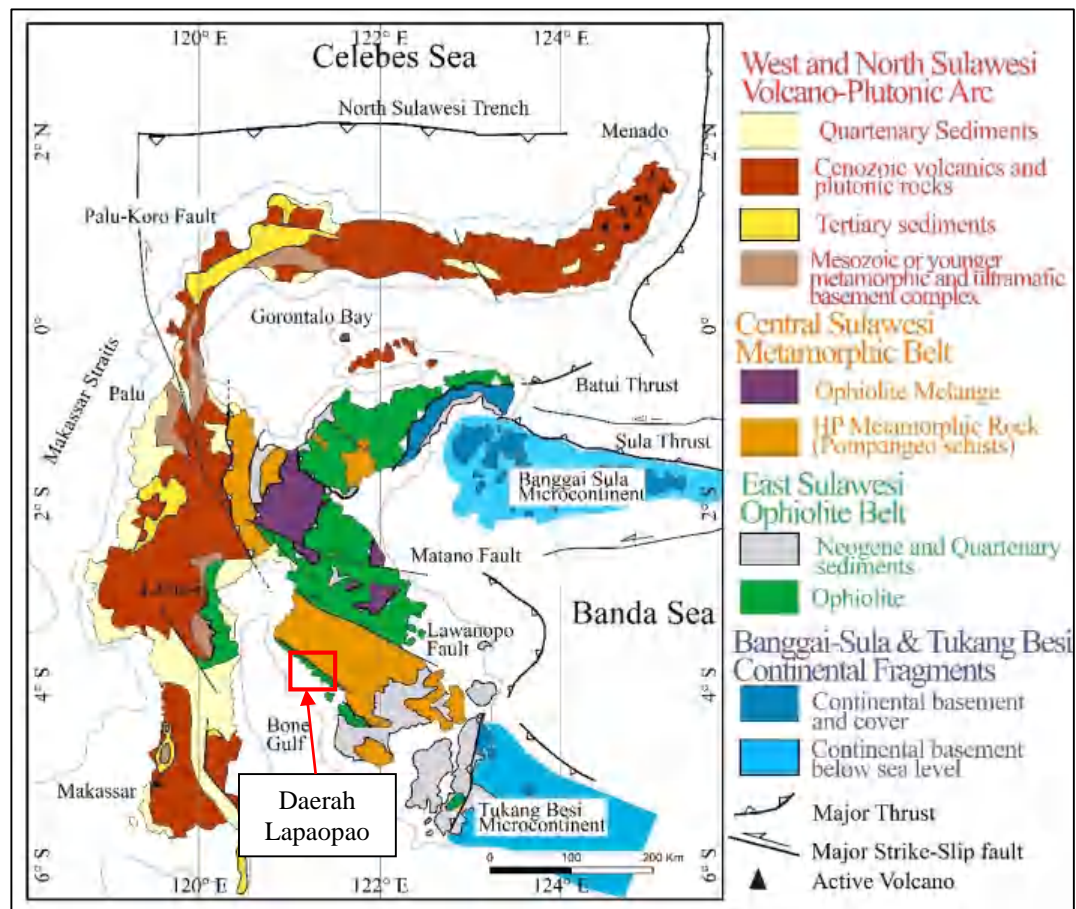 120° E
122° E
124° E
Celebes Sea
North Sulawesi Trench
Menado
2° N
2° N
Palu-Koro Fault
Gorontalo Bay
0°
0°
Makassar Straits
Palu
Batui Thrust
Sula Thrust
Banggai Sula
Microcontinent
2° S
2° S
Matano Fault
Banda Sea
Lawanopo
Fault
4° S
4° S
Bone
Gulf
Makassar
Daerah
Lapaopao
Tukang Besi
Microcontinent
0 100 200 Km
6° S
6° S
120° E
122° E
124° E
West and North Sulawesi
Volcano-Plutonic Arc
Quartenary Sediments
Cenozoic volcanics and
plutonic rocks
Tertiary sediments
Mesozoic or younger
metamorphic and ultramafic
basement complex
Central Sulawesi
Metamorphic Belt
Ophiolite Melange
HP Metamorphic Rock
(Pompangeo schists)
East Sulawesi
Ophiolite Belt
Neogene and Quartenary
sediments
Ophiolite
Banggai-Sula & Tukang Besi
Continental Fragments
Continental basement
and cover
Continental basement
below sea level
Major Thrust
Major Strike-Slip fault
Active Volcano